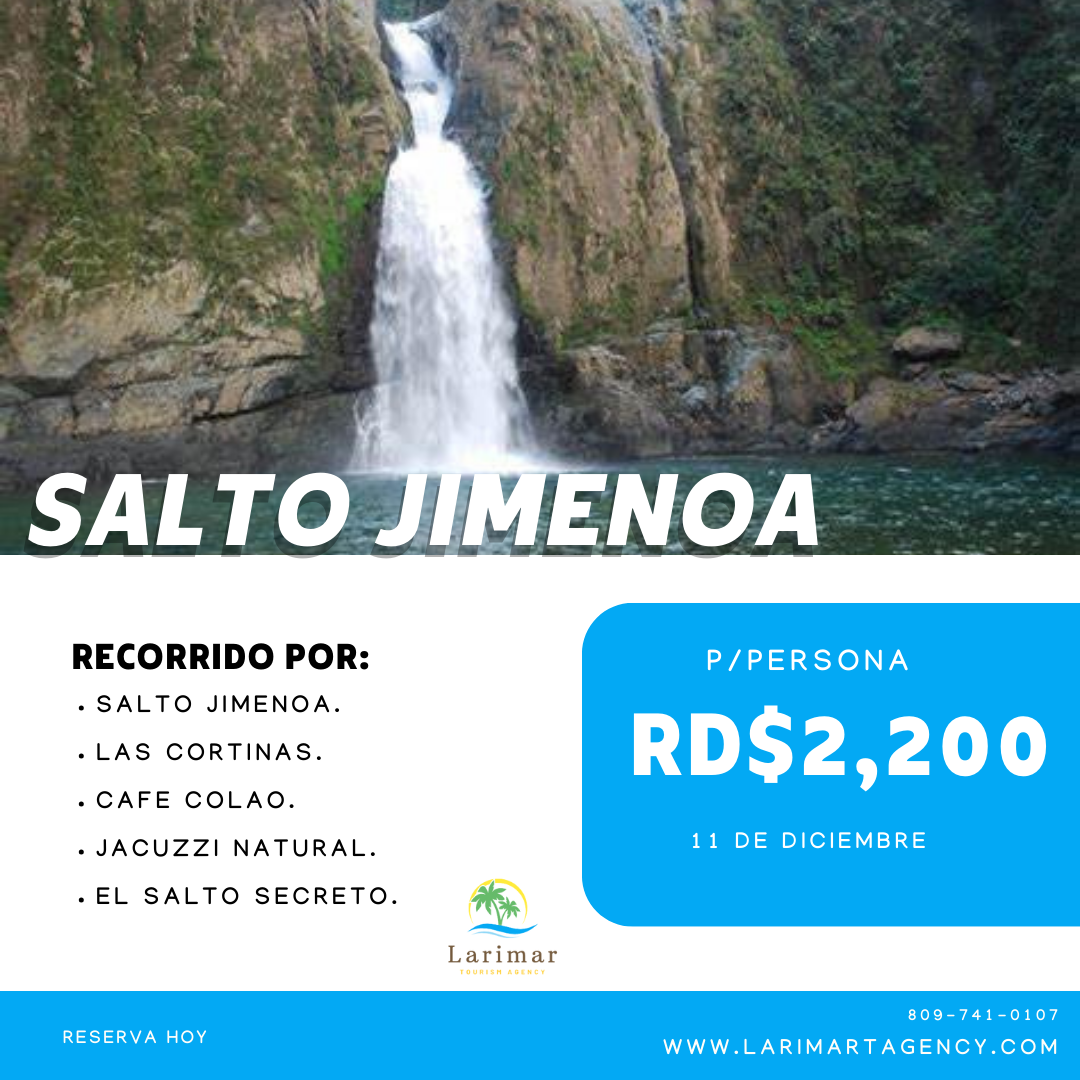 SALTO JIMENOA
RECORRIDO POR:
• SALTO JIMENOA.
• LAS CORTINAS.
• CAFE COLAO.
• JACUZZI NATURAL.
• EL SALTO SECRETO.
P/PERSONA
RD$2,200
11 DE DICIEMBRE
Larimar
TOURISM AGENCY
RESERVA HOY
809-741-0107
WWW.LARIMARTAGENCY.COM